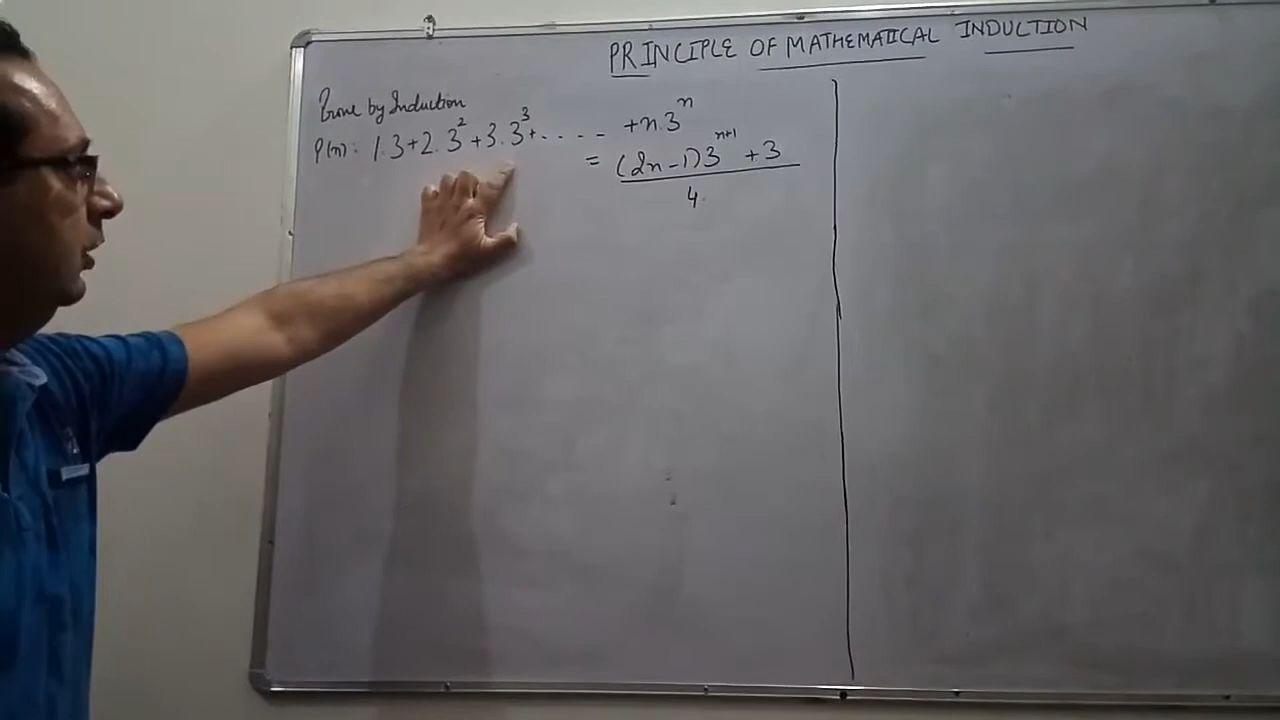 PRINCIPLE OF MATHEMATICAL INDUCTION
Prove by Induction
P(n): 1.3+2.3²+3.3³+.... +n.3ⁿ
= (2n-1)3ⁿ⁺¹ +3
4.